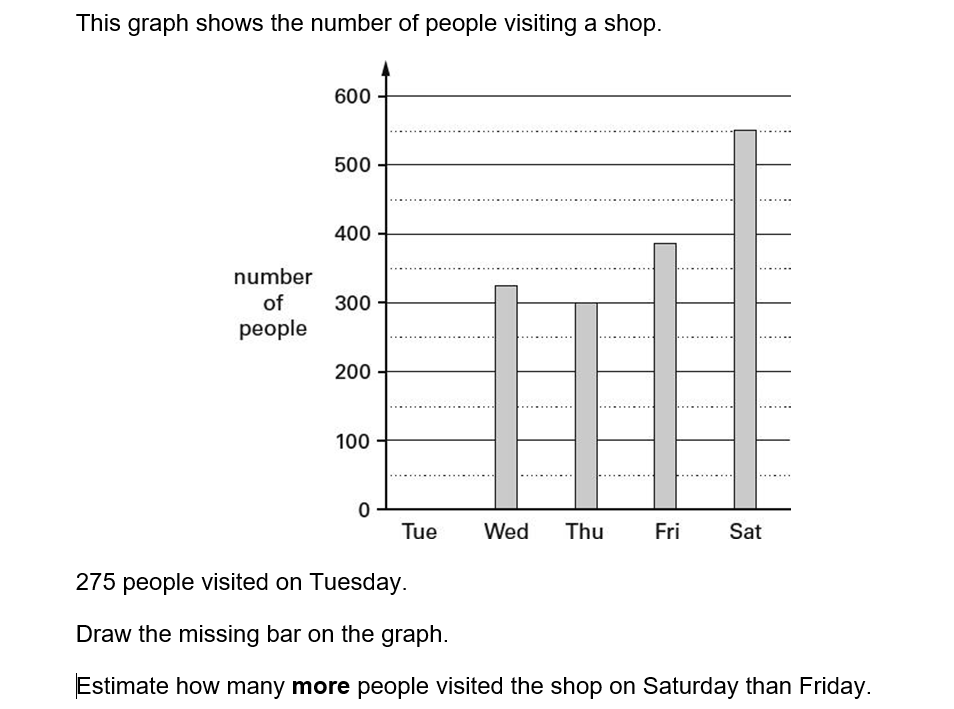 This graph shows the number of people visiting a shop.
600
500
400
number
of
people
300
200
100
0
Tue Wed Thu Fri Sat
275 people visited on Tuesday.
Draw the missing bar on the graph.
Estimate how many more people visited the shop on Saturday than Friday.